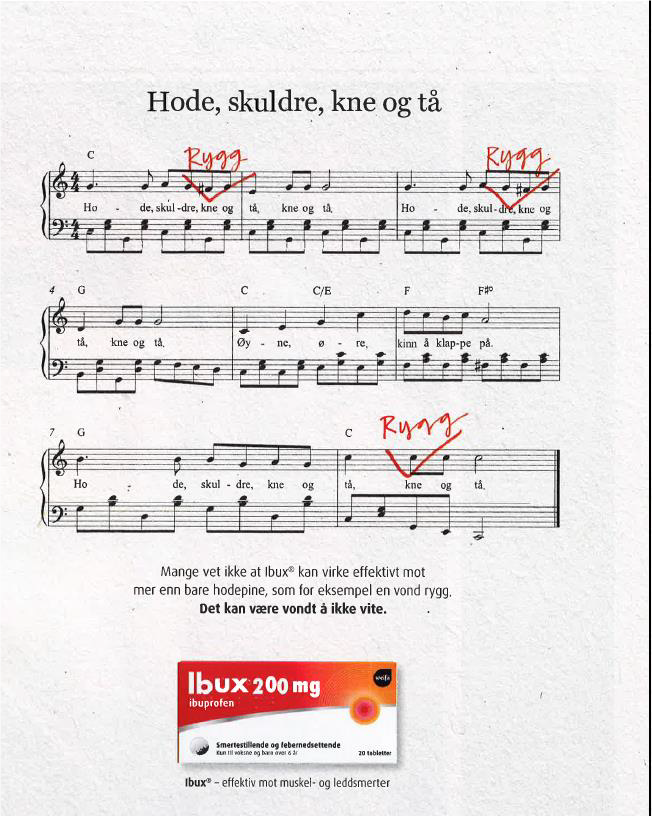 Hode, skuldre, kne og tå
C
Rygg
Rygg
Ho - de, skul - dre, kne og tå, kne og tå. Ho - de, skul - dre, kne og
4 G C C/E F F#°
tå, kne og tå. Øy - ne, ø - re, kinn å klap-pe på.
7 G C
Rygg
Ho de, skul - dre, kne og tå, kne og tå.
Mange vet ikke at Ibux® kan virke effektivt mot
mer enn bare hodepine, som for eksempel en vond rygg.
Det kan være vondt å ikke vite.
Ibux® 200 mg
weifa
ibuprofen
Smertestillende og febernedsettende
Kun til voksne og barn over 6 år
20 tabletter
Ibux® – effektiv mot muskel- og leddsmerter